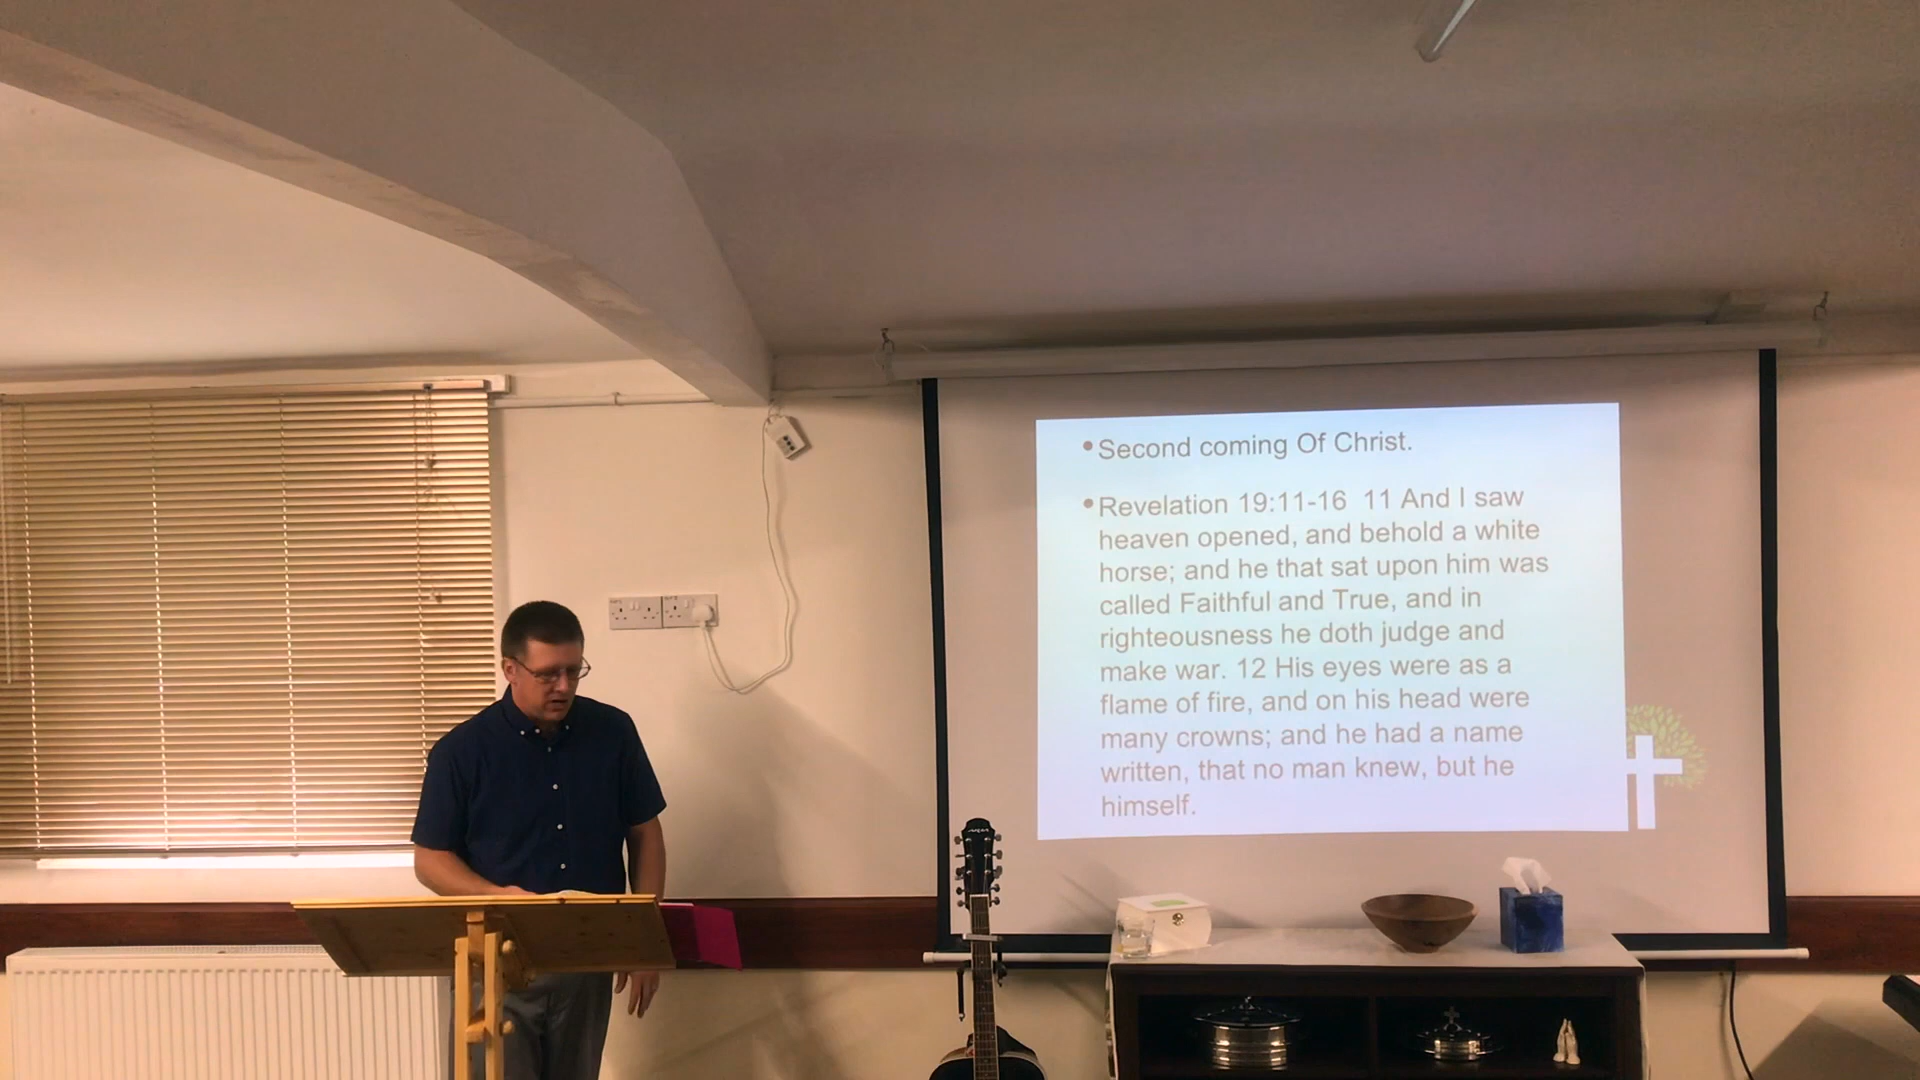 • Second coming Of Christ.
• Revelation 19:11-16 11 And I saw
heaven opened, and behold a white
horse; and he that sat upon him was
called Faithful and True, and in
righteousness he doth judge and
make war. 12 His eyes were as a
flame of fire, and on his head were
many crowns; and he had a name
written, that no man knew, but he
himself.